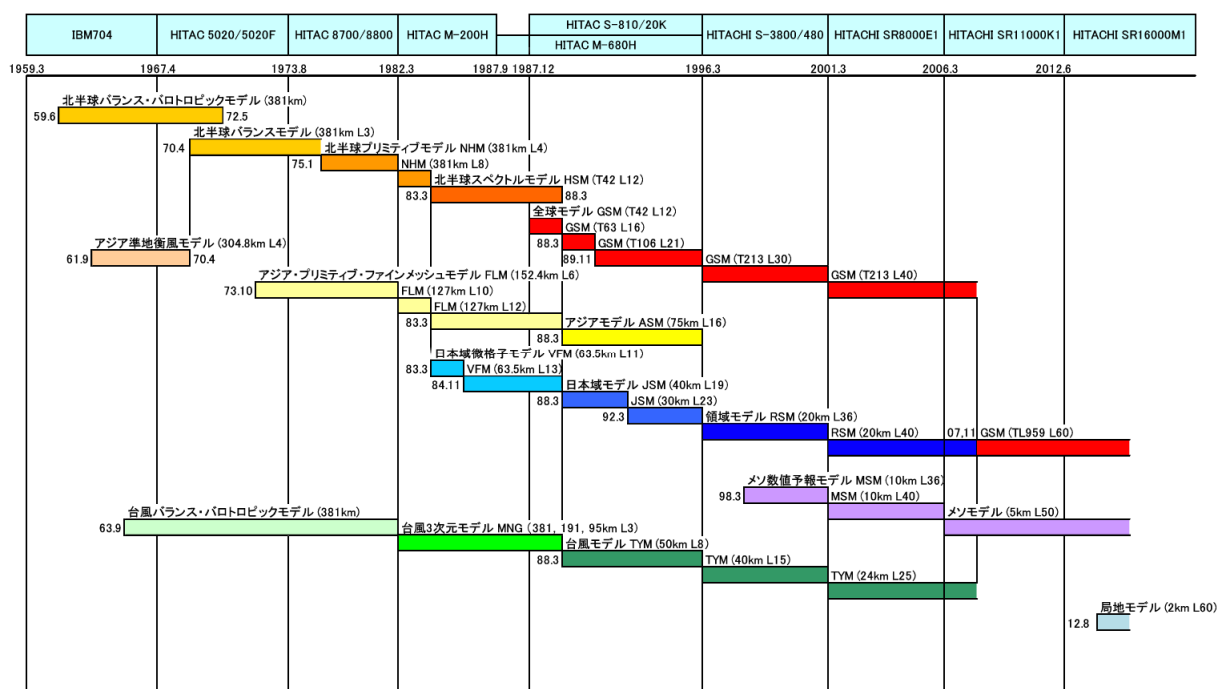 HITAC S-810/20K
IBM704 HITAC 5020/5020F HITAC 8700/8800 HITAC M-200H HITACHI S-3800/480 HITACHI SR8000E1 HITACHI SR11000K1 HITACHI SR16000M1
HITAC M-680H
1959.3 1967.4 1973.8 1982.3 1987.9 1987.12 1996.3 2001.3 2006.3 2012.6
北半球バランス・バロトロピックモデル (381km)
59.6 72.5
北半球バランスモデル (381km L3)
70.4 北半球プリミティブモデル NHM (381km L4)
75.1 NHM (381km L8)
北半球スペクトルモデル HSM (T42 L12)
83.3 88.3
全球モデル GSM (T42 L12)
GSM (T63 L16)
88.3 GSM (T106 L21)
アジア準地衡風モデル (304.8km L4)
61.9 70.4 89.11 GSM (T213 L30)
アジア・プリミティブ・ファインメッシュモデル FLM (152.4km L6) GSM (T213 L40)
73.10 FLM (127km L10)
FLM (127km L12)
83.3 アジアモデル ASM (75km L16)
88.3
日本域微格子モデル VFM (63.5km L11)
83.3 VFM (63.5km L13)
84.11 日本域モデル JSM (40km L19)
88.3 JSM (30km L23)
92.3 領域モデル RSM (20km L36)
RSM (20km L40) 07,11 GSM (TL959 L60)
メソ数値予報モデル MSM (10km L36)
98.3 MSM (10km L40)
台風バランス・バロトロピックモデル (381km) メソモデル (5km L50)
63.9 台風3次元モデル MNG (381, 191, 95km L3)
台風モデル TYM (50km L8)
88.3 TYM (40km L15)
TYM (24km L25)
局地モデル (2km L60)
12.8